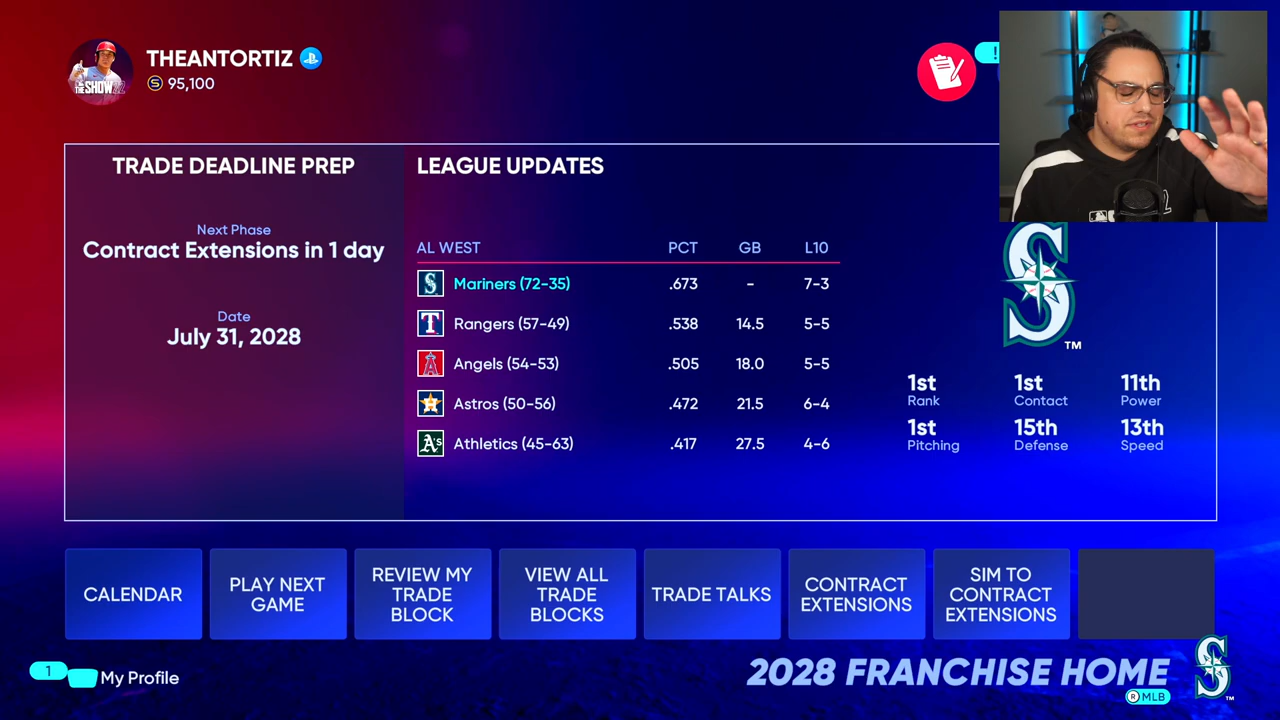 THEANTORTIZ
95,100
THE SHOW 22
!
TRADE DEADLINE PREP
Next Phase
Contract Extensions in 1 day
Date
July 31, 2028
LEAGUE UPDATES
AL WEST PCT GB L10
Mariners (72-35) .673 - 7-3
Rangers (57-49) .538 14.5 5-5
Angels (54-53) .505 18.0 5-5
Astros (50-56) .472 21.5 6-4
Athletics (45-63) .417 27.5 4-6
S
TM
1st Rank
1st Contact
11th Power
1st Pitching
15th Defense
13th Speed
CALENDAR
PLAY NEXT
GAME
REVIEW MY
TRADE
BLOCK
VIEW ALL
TRADE
BLOCKS
TRADE TALKS
CONTRACT
EXTENSIONS
SIM TO
CONTRACT
EXTENSIONS
1
My Profile
2028 FRANCHISE HOME
R MLB
TM